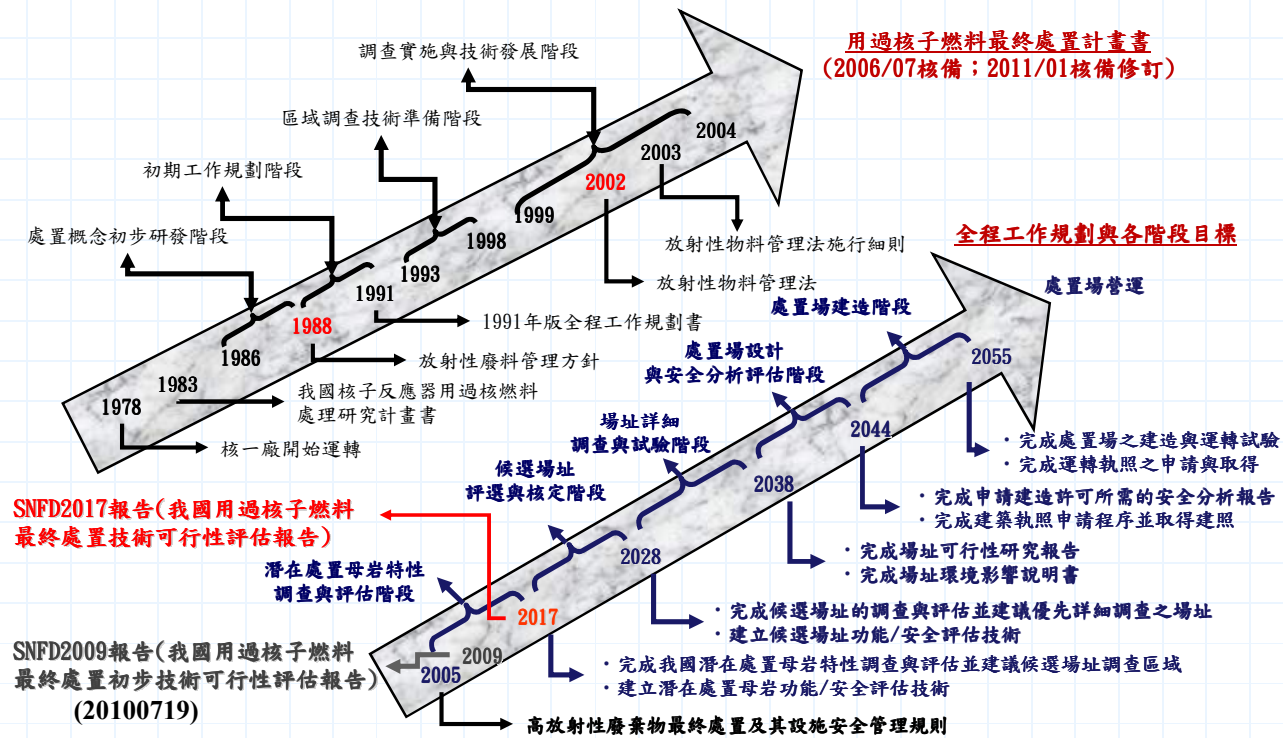 用過核子燃料最終處置計畫書
(2006/07核備；2011/01核備修訂)
調查實施與技術發展階段
區域調查技術準備階段
初期工作規劃階段
處置概念初步研發階段
2004
2003
2002
1999
1998
1993
1991
1988
1986
1983
1978
放射性物料管理法施行細則
放射性物料管理法
1991年版全程工作規劃書
放射性廢料管理方針
我國核子反應器用過核燃料
處理研究計畫書
核一廠開始運轉
全程工作規劃與各階段目標
處置場營運
處置場建造階段
處置場設計
與安全分析評估階段
場址詳細
調查與試驗階段
候選場址
評選與核定階段
潛在處置母岩特性
調查與評估階段
2055
2044
2038
2028
2017
2009
2005
SNFD2017報告(我國用過核子燃料
最終處置技術可行性評估報告)
SNFD2009報告(我國用過核子燃料
最終處置初步技術可行性評估報告)
(20100719)
・完成處置場之建造與運轉試驗
・完成運轉執照之申請與取得
・完成申請建造許可所需的安全分析報告
・完成建築執照申請程序並取得建照
・完成場址可行性研究報告
・完成場址環境影響說明書
・完成候選場址的調查與評估並建議優先詳細調查之場址
・建立候選場址功能/安全評估技術
・完成我國潛在處置母岩特性調查與評估並建議候選場址調查區域
・建立潛在處置母岩功能/安全評估技術
高放射性廢棄物最終處置及其設施安全管理規則